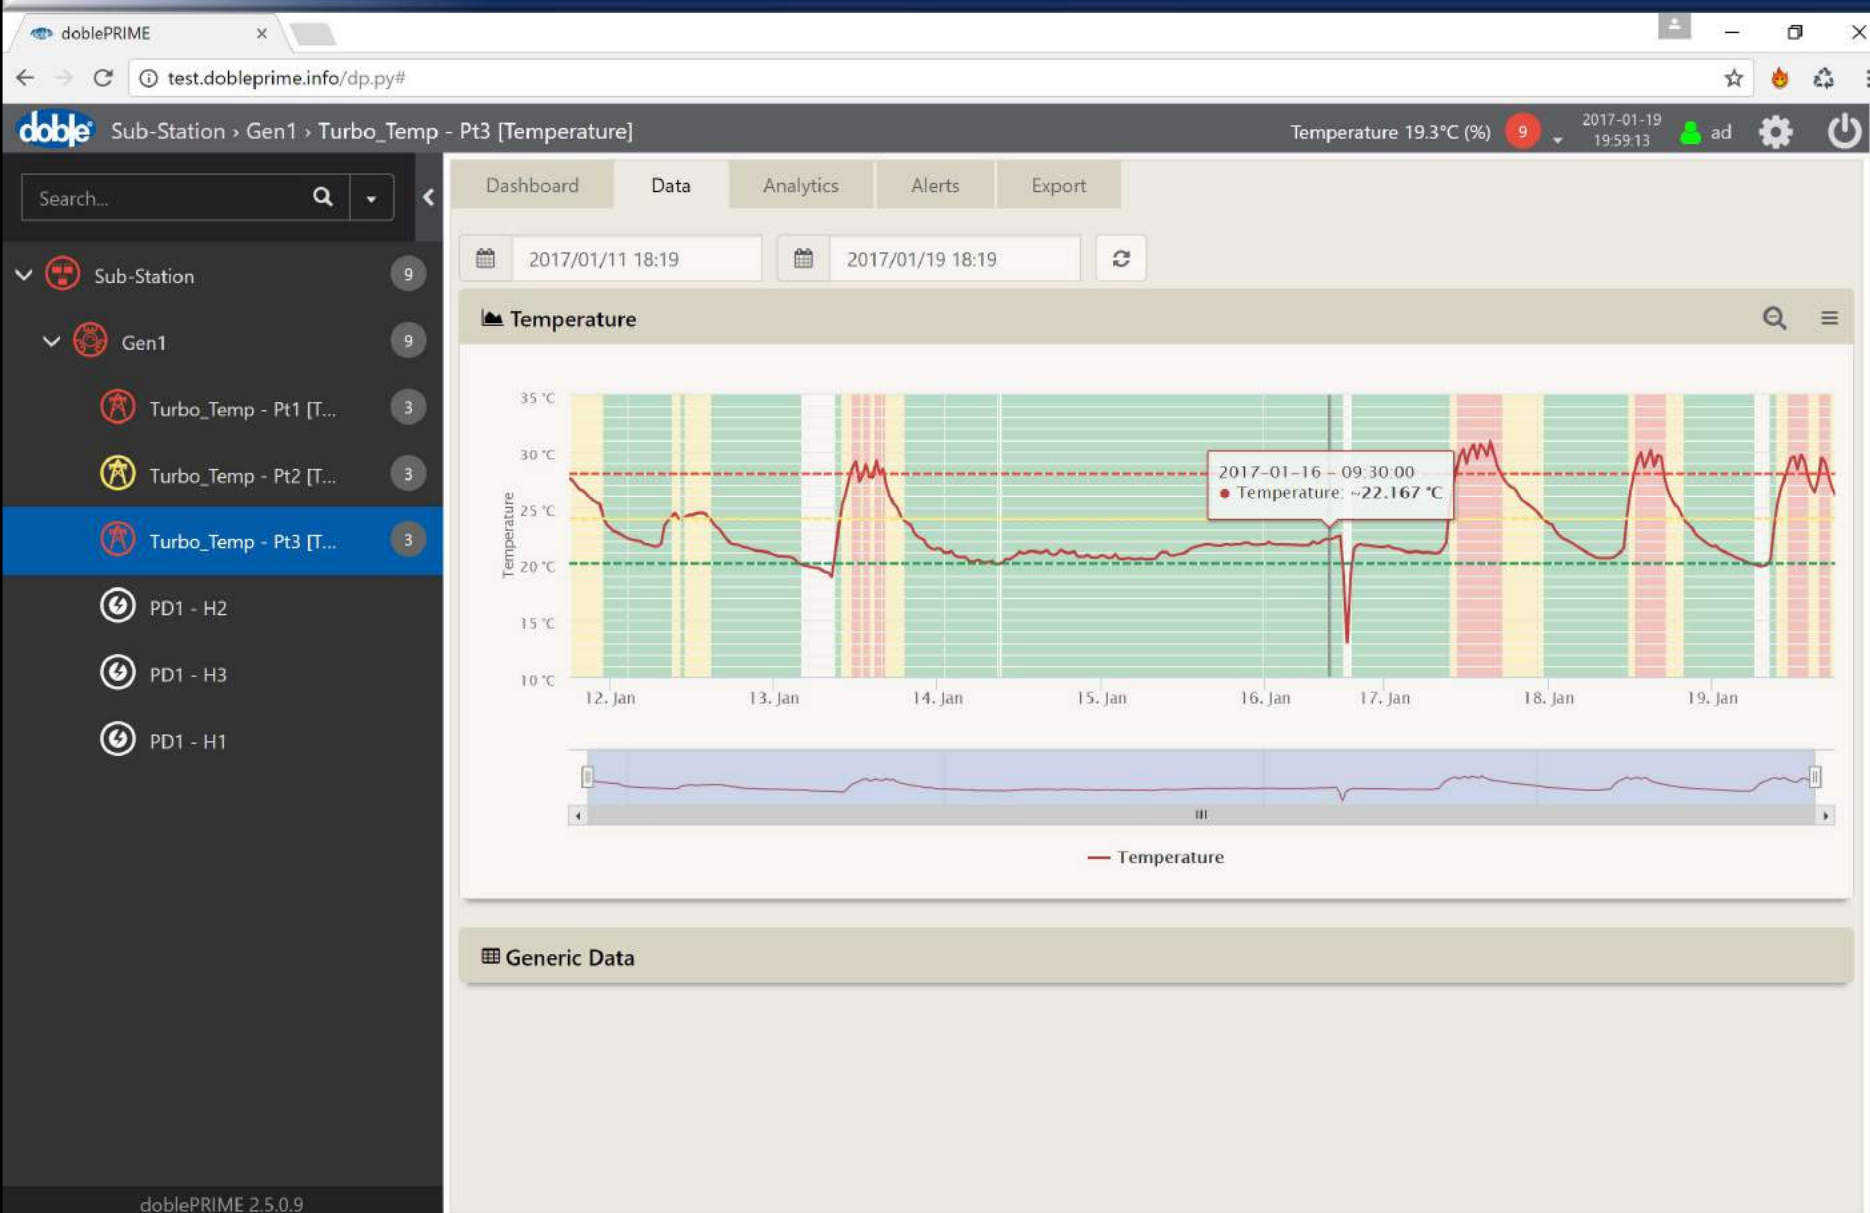 doblePRIME
test.dobleprime.info/dp.py#
doble Sub-Station › Gen1 › Turbo_Temp - Pt3 [Temperature]
Temperature 19.3°C (%) 9
2017-01-19
19:59:13
ad
Search...
Sub-Station 9
Gen1 9
Turbo_Temp - Pt1 [T... 3
Turbo_Temp - Pt2 [T... 3
Turbo_Temp - Pt3 [T... 3
PD1 - H2
PD1 - H3
PD1 - H1
doblePRIME 2.5.0.9
Dashboard Data Analytics Alerts Export
2017/01/11 18:19 2017/01/19 18:19
Temperature
35 °C
30 °C
25 °C
20 °C
15 °C
10 °C
Temperature
2017-01-16 - 09:30:00
Temperature: ~22.167 °C
12. Jan 13. Jan 14. Jan 15. Jan 16. Jan 17. Jan 18. Jan 19. Jan
Temperature
Generic Data